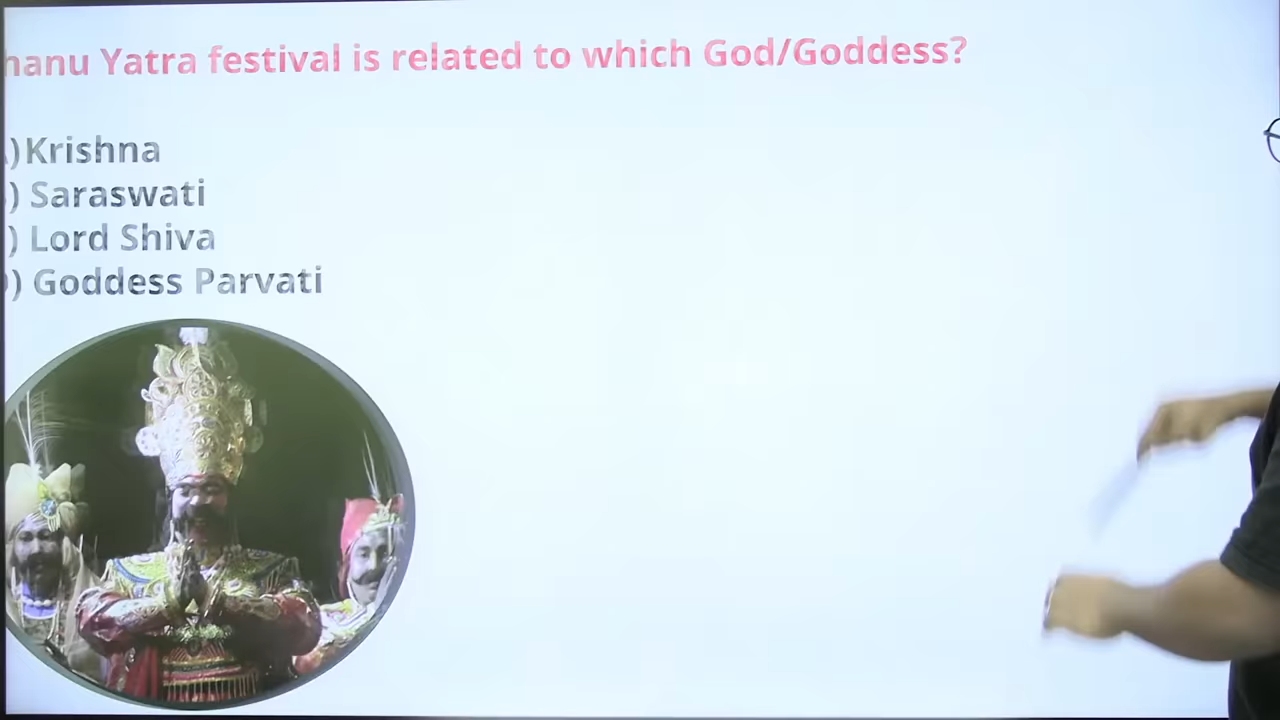 hanu Yatra festival is related to which God/Goddess?
) Krishna
) Saraswati
) Lord Shiva
) Goddess Parvati